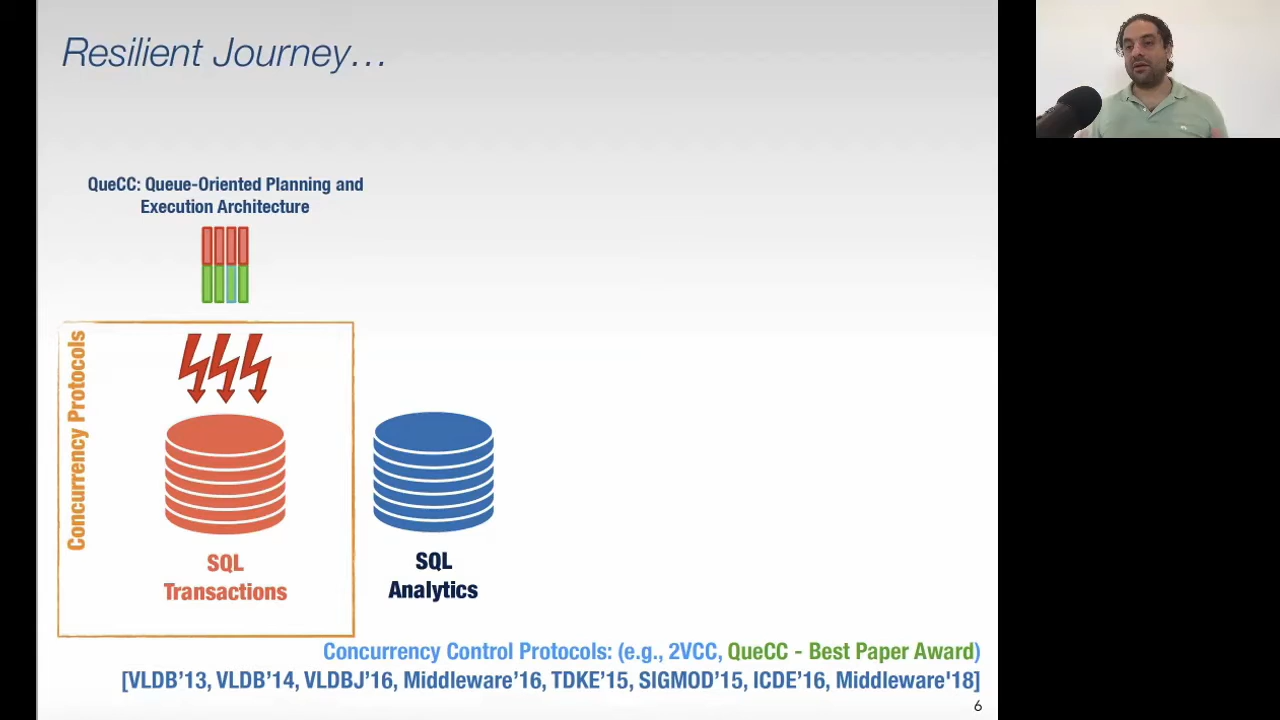 Resilient Journey...
QueCC: Queue-Oriented Planning and
Execution Architecture
Concurrency Protocols
SQL
Transactions
SQL
Analytics
Concurrency Control Protocols: (e.g., 2VCC, QueCC - Best Paper Award)
[VLDB’13, VLDB’14, VLDBJ’16, Middleware’16, TDKE’15, SIGMOD’15, ICDE’16, Middleware'18]
6